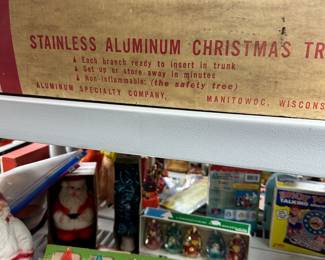 STAINLESS ALUMINUM CHRISTMAS TR
▲ Each branch ready to insert in trunk
▲ Set up or store away in minutes
▲ Non-inflammable: (the safety tree)
ALUMINUM SPECIALTY COMPANY, MANITOWOC, WISCONS
TALKING